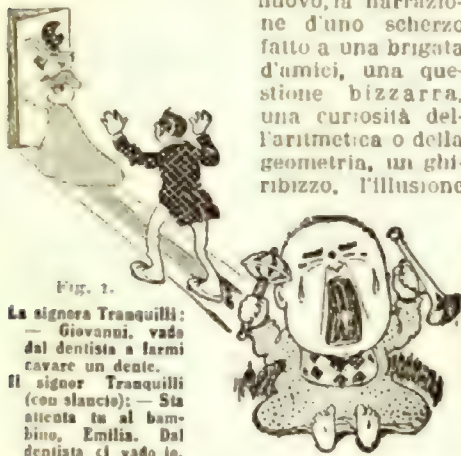 nuovo, la narrazio-
ne d'uno scherzo
fatto a una brigata
d'amici, una que-
stione bizzarra,
una curiosità del-
l'aritmetica o della
geometria, un ghi-
ribizzo, l'illusione
Fig. 2.
La signora Tranquilli:
— Giovanni, vado
dal dentista a farmi
cavare un dente.
Il signor Tranquilli
(con slancio): — Sta
attenta tu al bam-
bino, Emilia. Dal
dentista ci vado io.